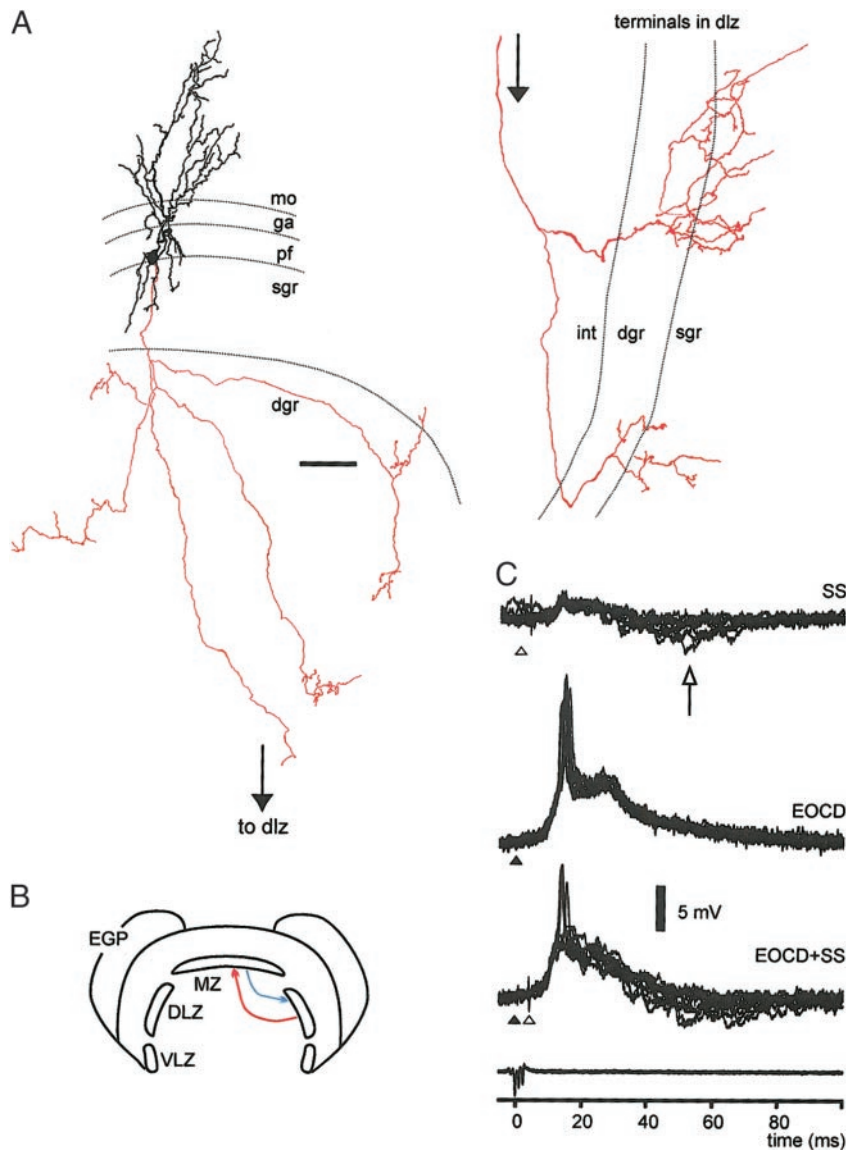 A
terminals in dlz
mo
ga
pf
sgr
dgr
int dgr sgr
to dlz
B
EGP
MZ
DLZ
VLZ
C
SS
EOCD
5 mV
EOCD+SS
0 20 40 60 80
time (ms)